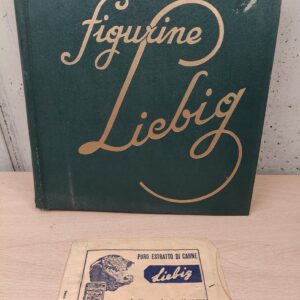 figurine
Liebig
PURO ESTRATTO DI CARNE
Liebig